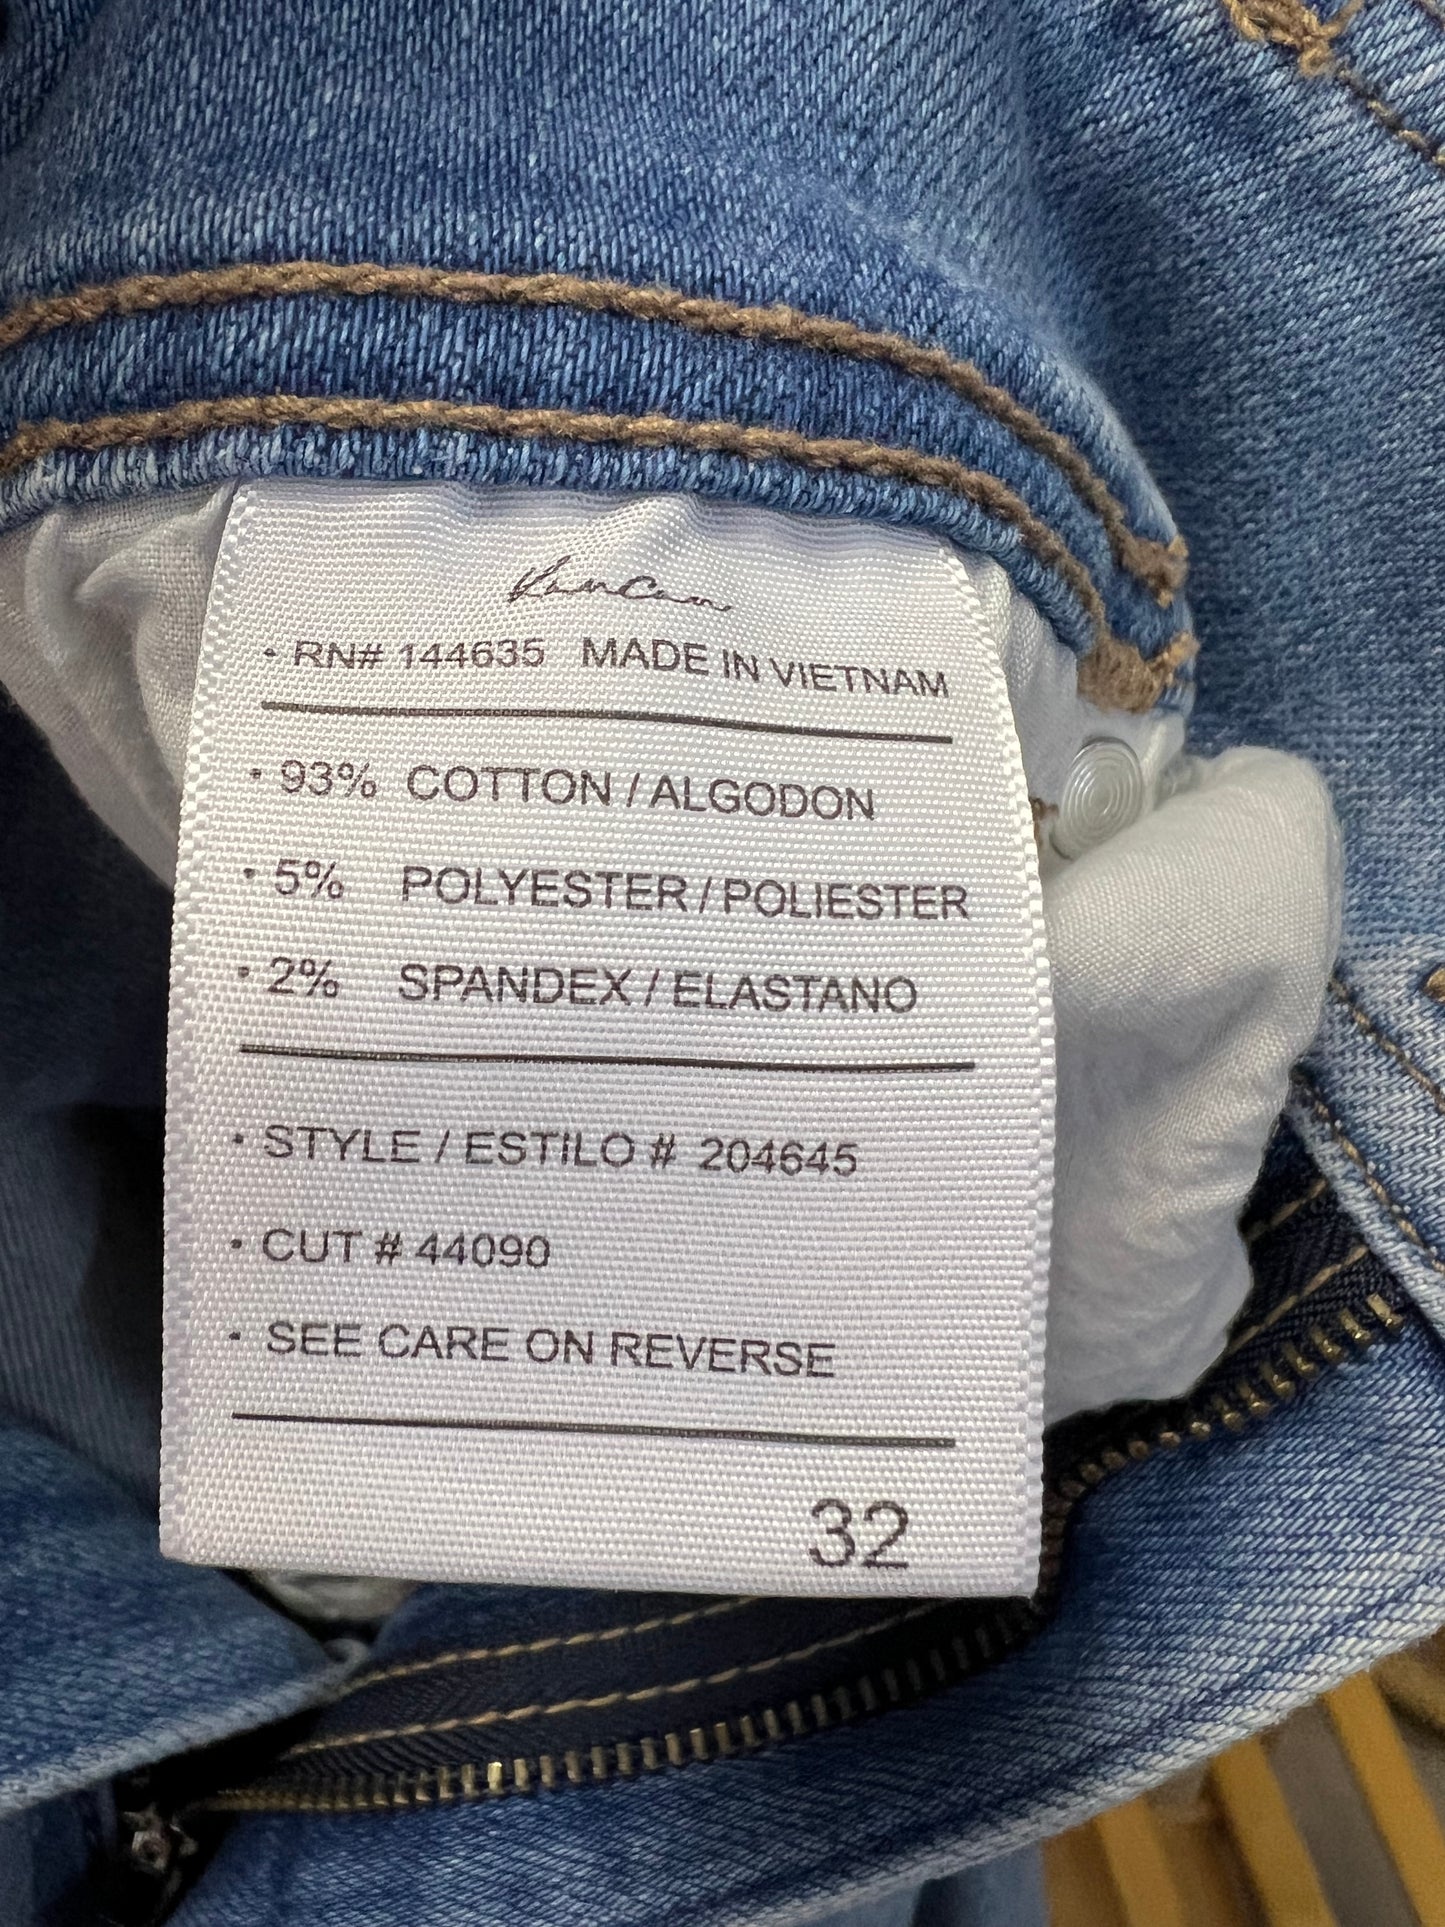 KanCan
• RN# 144635 MADE IN VIETNAM
• 93% COTTON / ALGODON
• 5% POLYESTER / POLIESTER
• 2% SPANDEX / ELASTANO
• STYLE / ESTILO # 204645
• CUT # 44090
• SEE CARE ON REVERSE
32